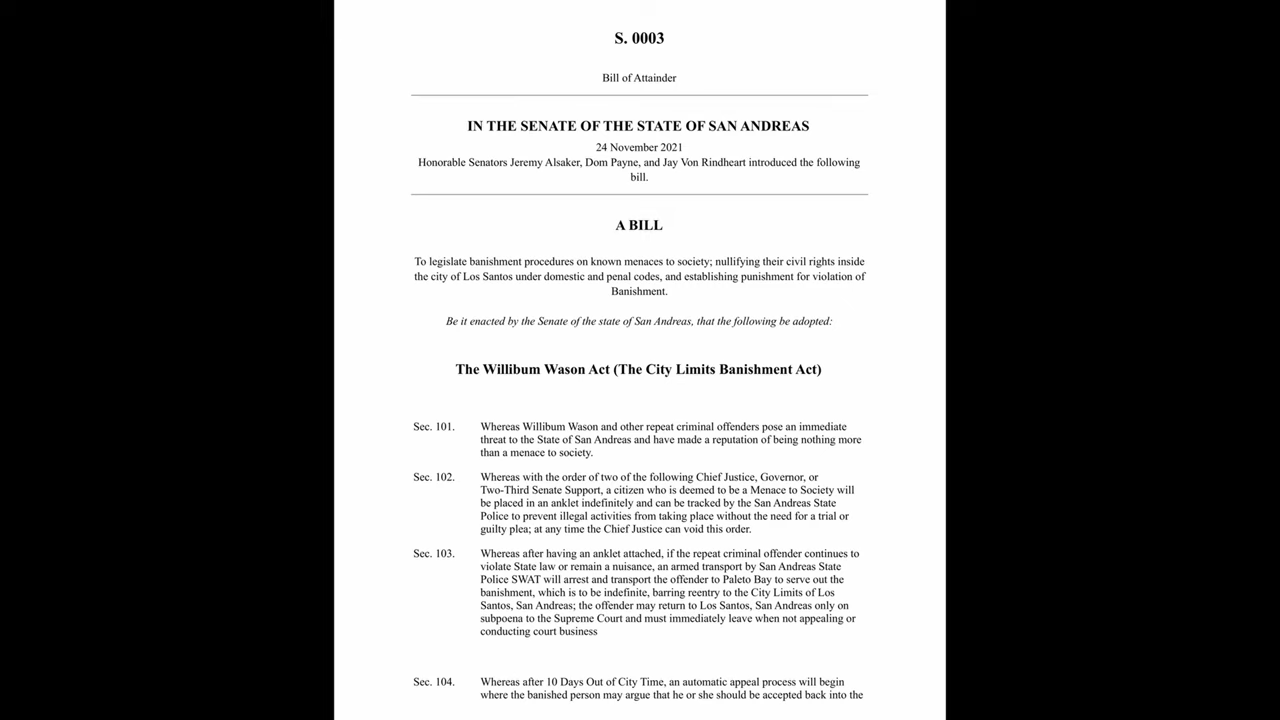 S. 0003
Bill of Attainder
IN THE SENATE OF THE STATE OF SAN ANDREAS
24 November 2021
Honorable Senators Jeremy Alsaker, Dom Payne, and Jay Von Rindheart introduced the following
bill.
A BILL
To legislate banishment procedures on known menaces to society; nullifying their civil rights inside
the city of Los Santos under domestic and penal codes, and establishing punishment for violation of
Banishment.
Be it enacted by the Senate of the state of San Andreas, that the following be adopted:
The Willibum Wason Act (The City Limits Banishment Act)
Sec. 101. Whereas Willibum Wason and other repeat criminal offenders pose an immediate
threat to the State of San Andreas and have made a reputation of being nothing more
than a menace to society.
Sec. 102. Whereas with the order of two of the following Chief Justice, Governor, or
Two-Third Senate Support, a citizen who is deemed to be a Menace to Society will
be placed in an anklet indefinitely and can be tracked by the San Andreas State
Police to prevent illegal activities from taking place without the need for a trial or
guilty plea; at any time the Chief Justice can void this order.
Sec. 103. Whereas after having an anklet attached, if the repeat criminal offender continues to
violate State law or remain a nuisance, an armed transport by San Andreas State
Police SWAT will arrest and transport the offender to Paleto Bay to serve out the
banishment, which is to be indefinite, barring reentry to the City Limits of Los
Santos, San Andreas; the offender may return to Los Santos, San Andreas only on
subpoena to the Supreme Court and must immediately leave when not appealing or
conducting court business
Sec. 104. Whereas after 10 Days Out of City Time, an automatic appeal process will begin
where the banished person may argue that he or she should be accepted back into the